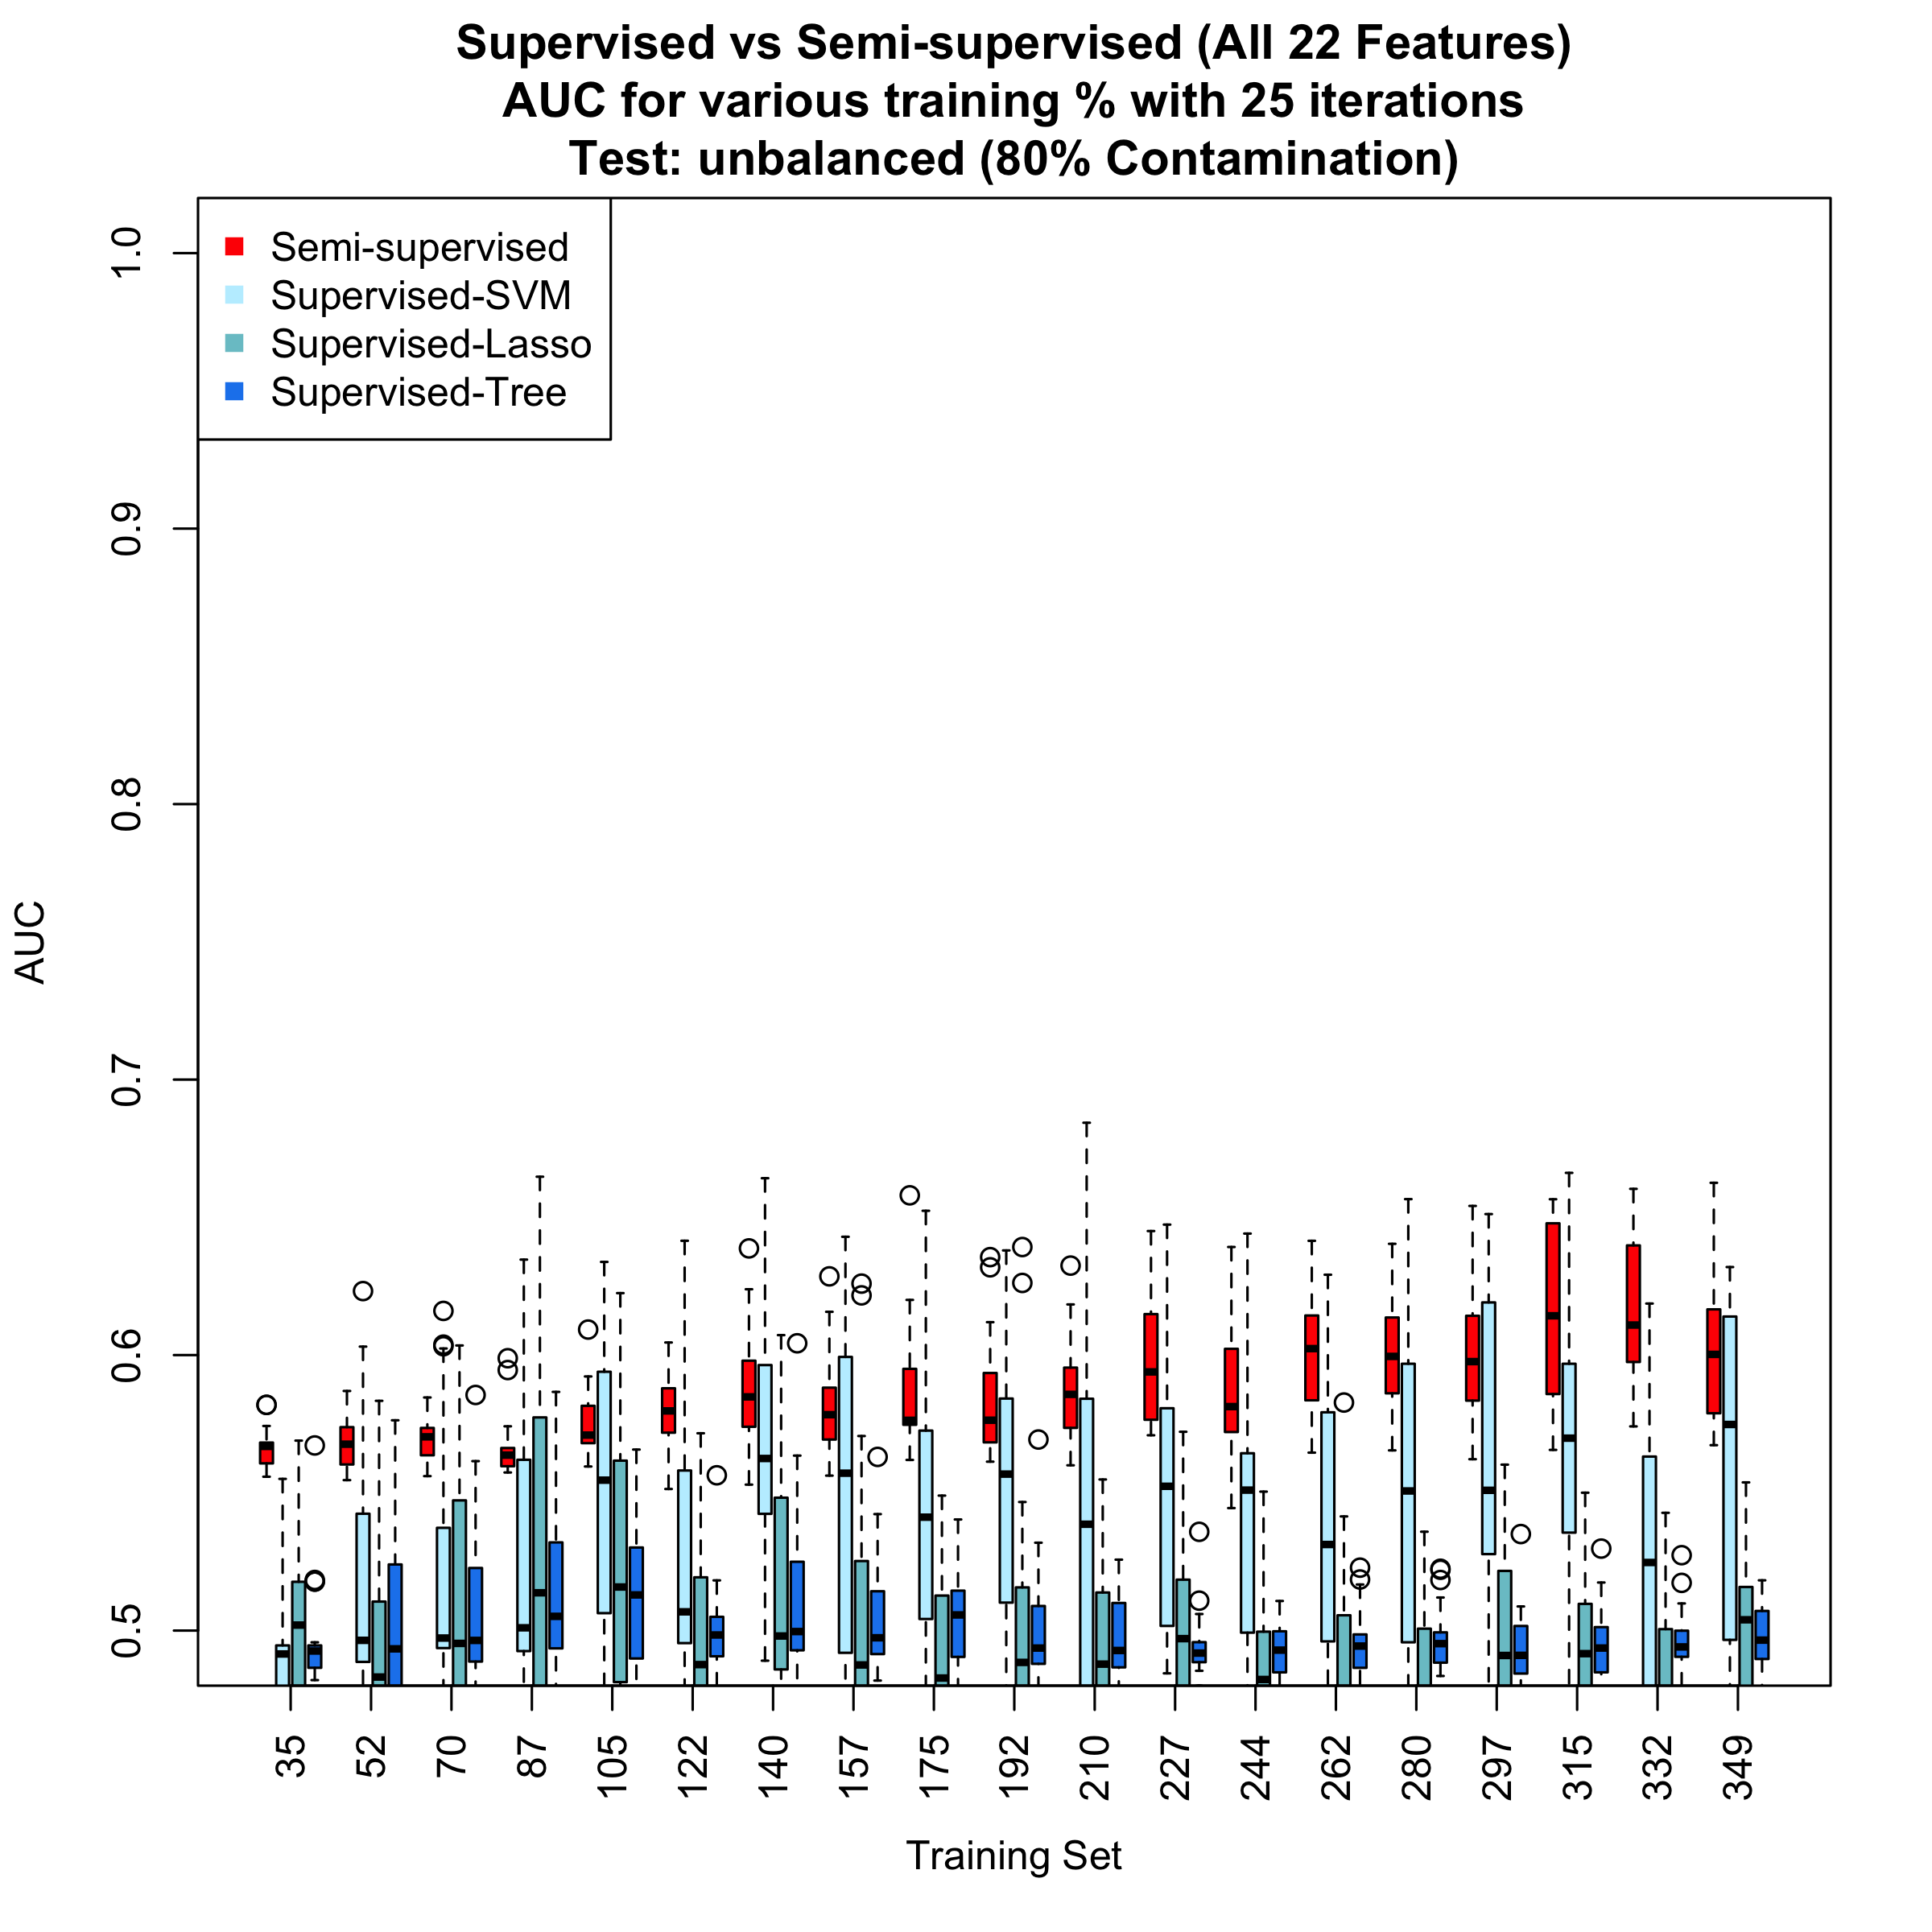 Supervised vs Semi-supervised (All 22 Features)
AUC for various training % with 25 iterations
Test: unbalanced (80% Contamination)
Semi-supervised
Supervised-SVM
Supervised-Lasso
Supervised-Tree
1.0
0.9
0.8
0.7
0.6
0.5
AUC
35 52 70 87 105 122 140 157 175 192 210 227 244 262 280 297 315 332 349
Training Set